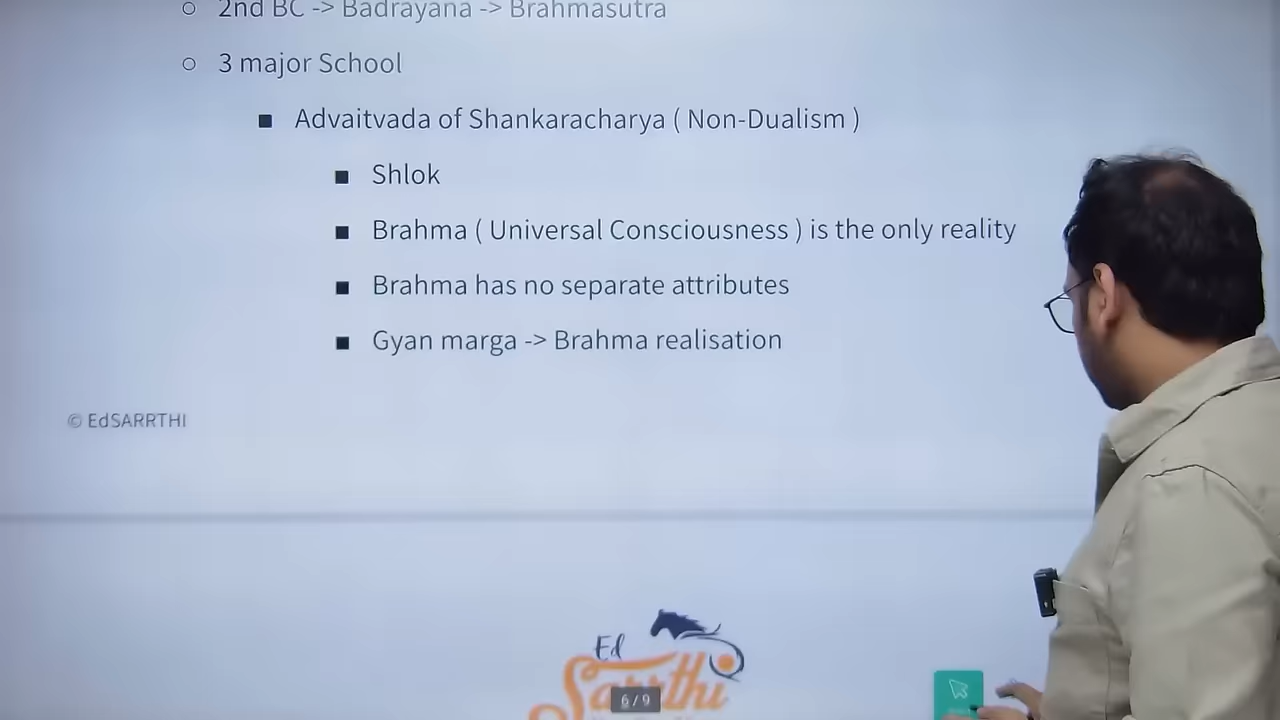 ○ 2nd BC -> Badrayana -> Brahmasutra
○ 3 major School
■ Advaitvada of Shankaracharya ( Non-Dualism )
■ Shlok
■ Brahma ( Universal Consciousness ) is the only reality
■ Brahma has no separate attributes
■ Gyan marga -> Brahma realisation
© EdSARRTHI
Ed
Sarrthi
6 / 9